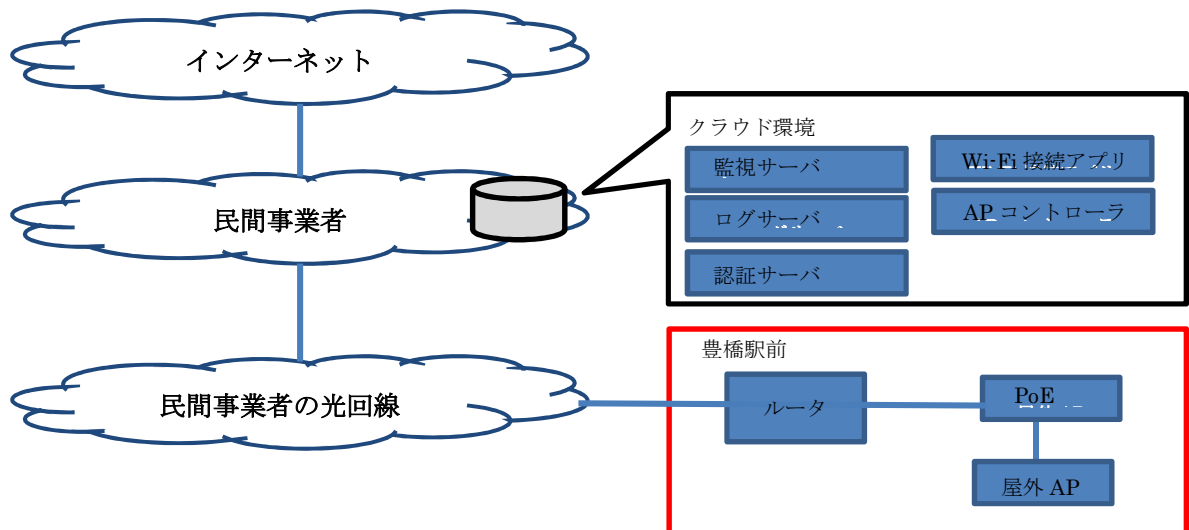 インターネット
民間事業者
クラウド環境
監視サーバ
ログサーバ
認証サーバ
Wi-Fi 接続アプリ
AP コントローラ
民間事業者の光回線
豊橋駅前
ルータ
PoE
屋外 AP